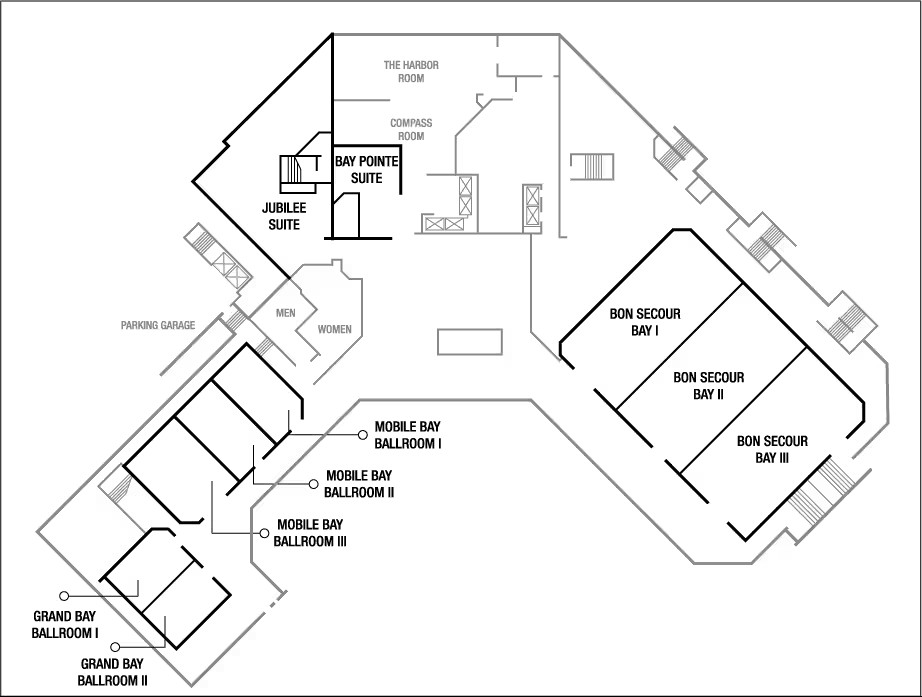 THE HARBOR
ROOM
COMPASS
ROOM
BAY POINTE
SUITE
JUBILEE
SUITE
MEN
WOMEN
PARKING GARAGE
BON SECOUR
BAY I
BON SECOUR
BAY II
BON SECOUR
BAY III
MOBILE BAY
BALLROOM I
MOBILE BAY
BALLROOM II
MOBILE BAY
BALLROOM III
GRAND BAY
BALLROOM I
GRAND BAY
BALLROOM II